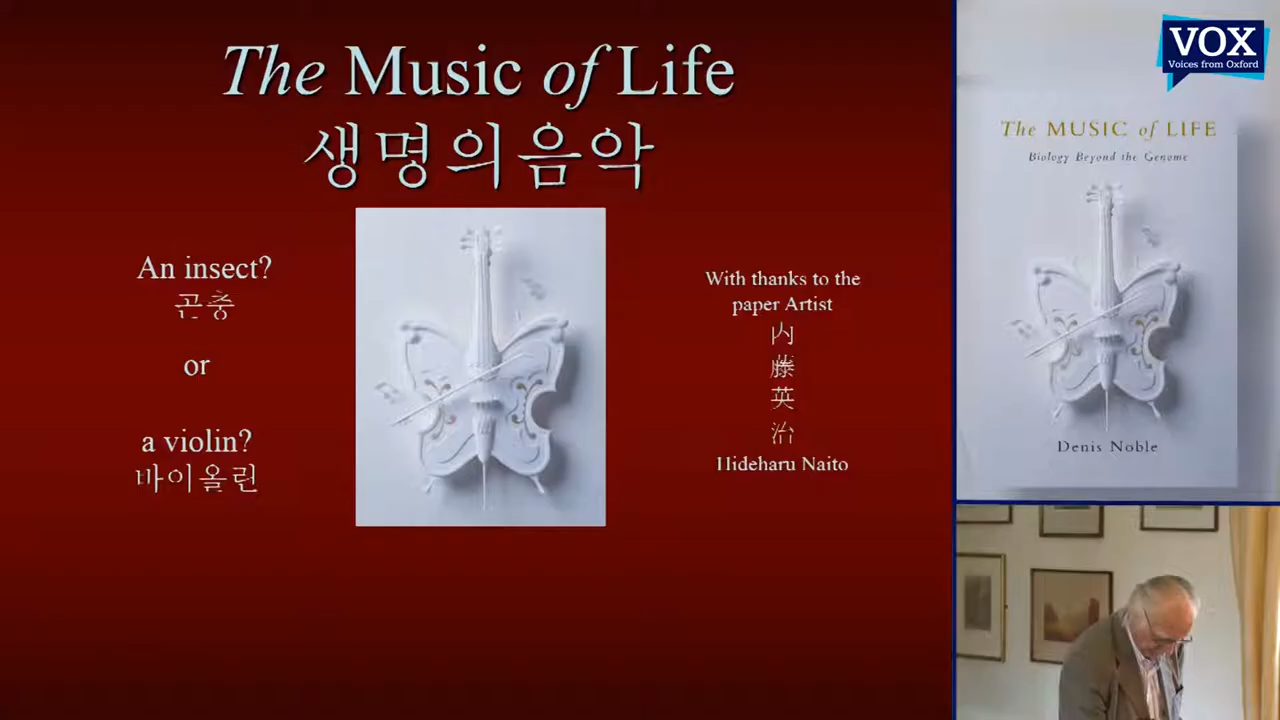 The Music of Life
생명의음악
An insect?
곤충
or
a violin?
바이올린
With thanks to the
paper Artist
内
藤
英
治
Hideharu Naito
VOX
Voices from Oxford
The MUSIC of LIFE
Biology Beyond the Genome
Denis Noble